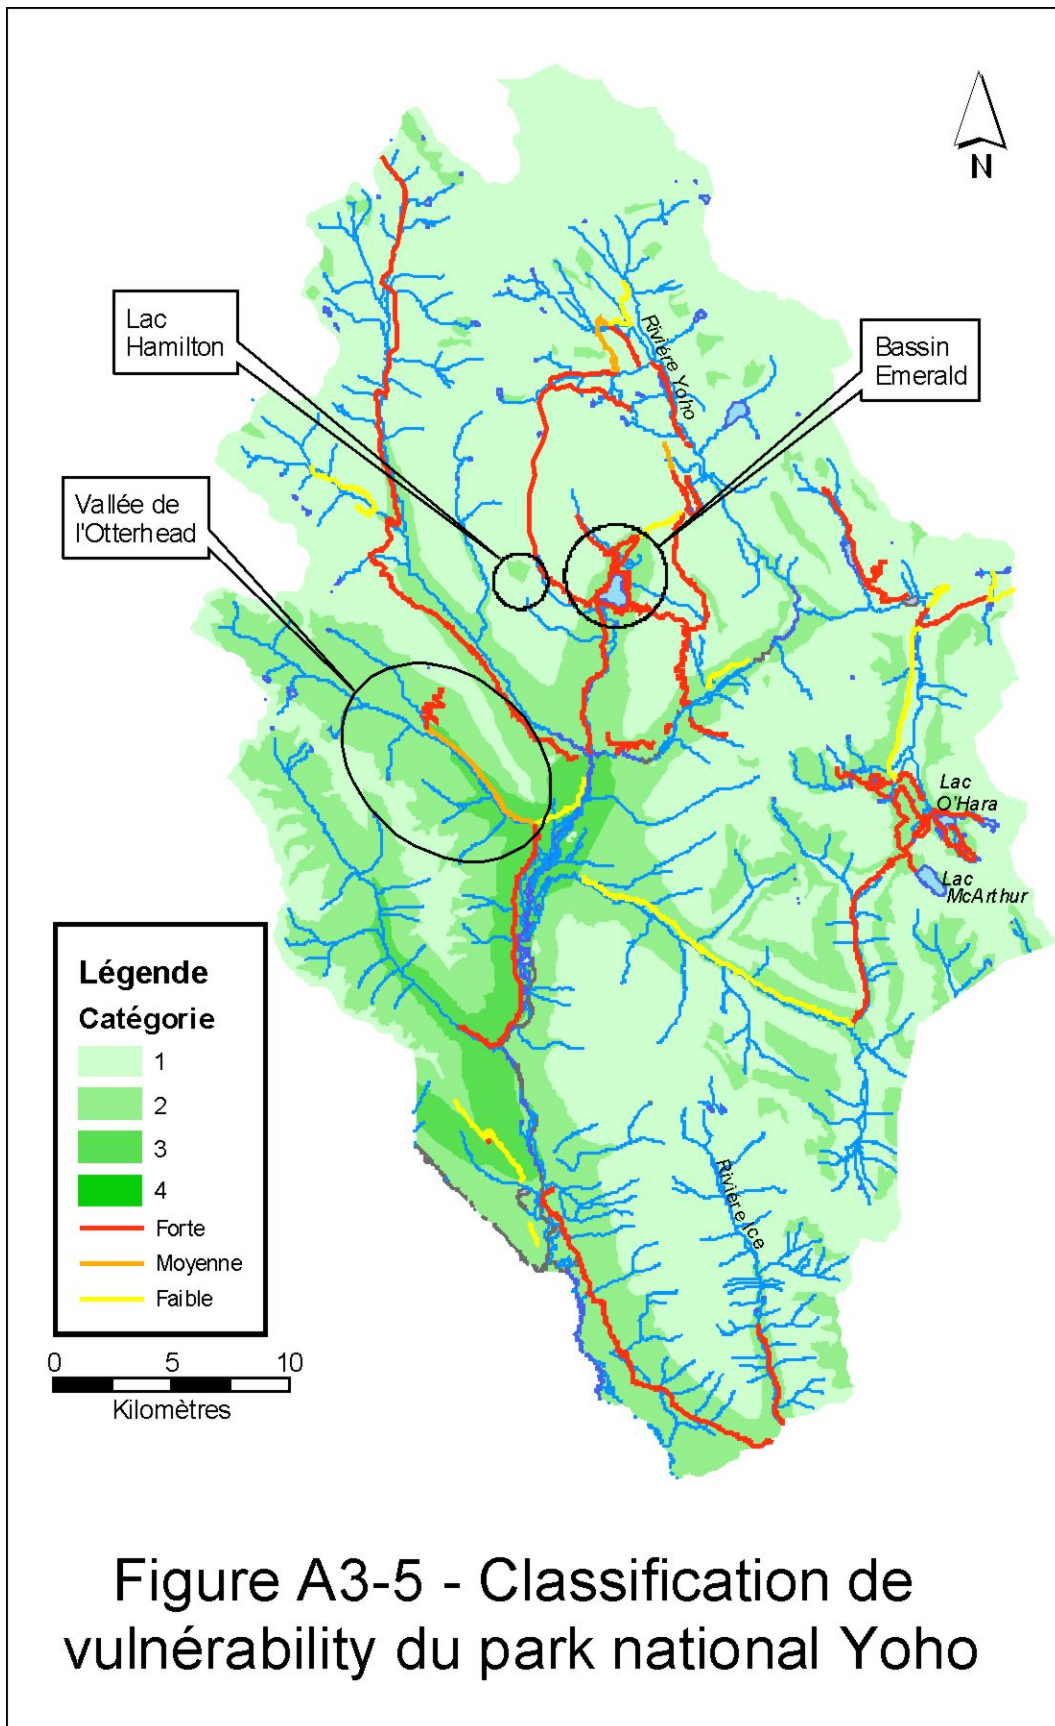 N
Lac
Hamilton
Rivière Yoho
Bassin
Emerald
Vallée de
l'Otterhead
Lac
O'Hara
Lac
McArthur
Rivière Ice
Légende
Catégorie
1
2
3
4
Forte
Moyenne
Faible
0 5 10
Kilomètres
Figure A3-5 - Classification de
vulnérability du park national Yoho